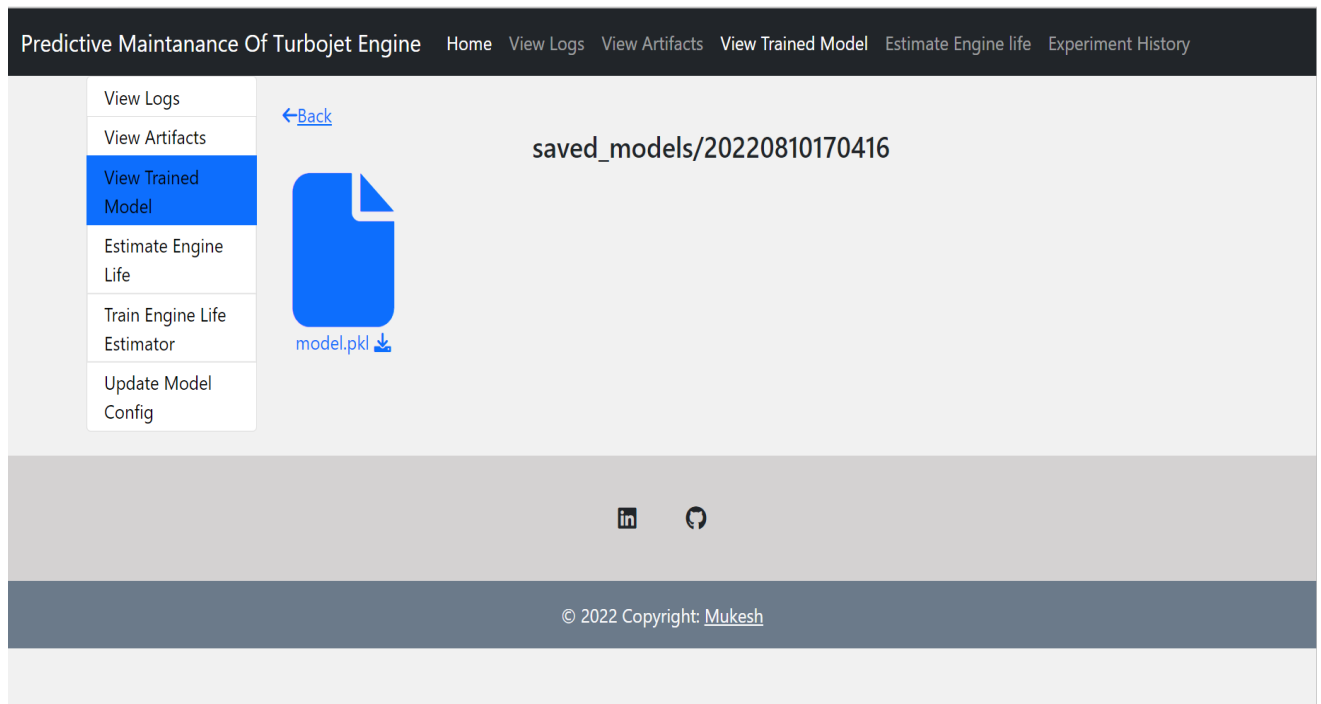 Predictive Maintanance Of Turbojet Engine Home View Logs View Artifacts View Trained Model Estimate Engine life Experiment History
View Logs
View Artifacts
View Trained
Model
Estimate Engine
Life
Train Engine Life
Estimator
Update Model
Config
Back
saved_models/20220810170416
model.pkl
in
© 2022 Copyright: Mukesh